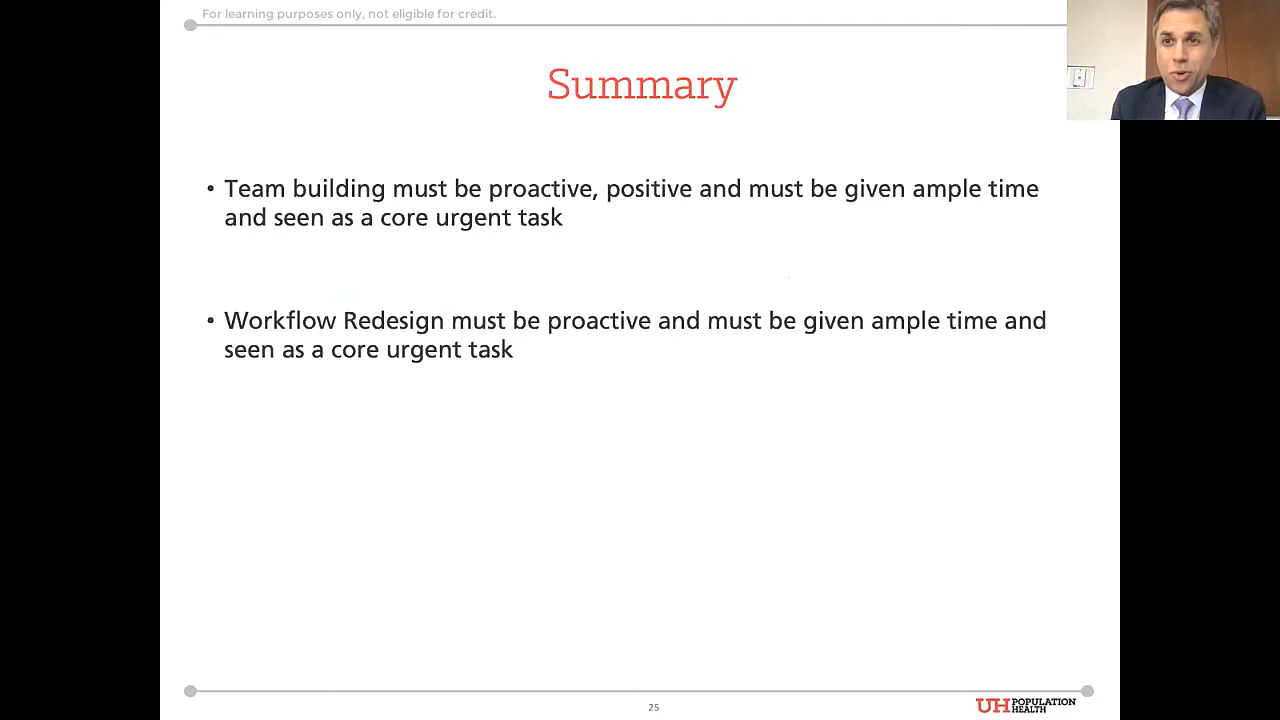 For learning purposes only, not eligible for credit.
Summary
• Team building must be proactive, positive and must be given ample time
and seen as a core urgent task
• Workflow Redesign must be proactive and must be given ample time and
seen as a core urgent task
25
UH POPULATION
HEALTH